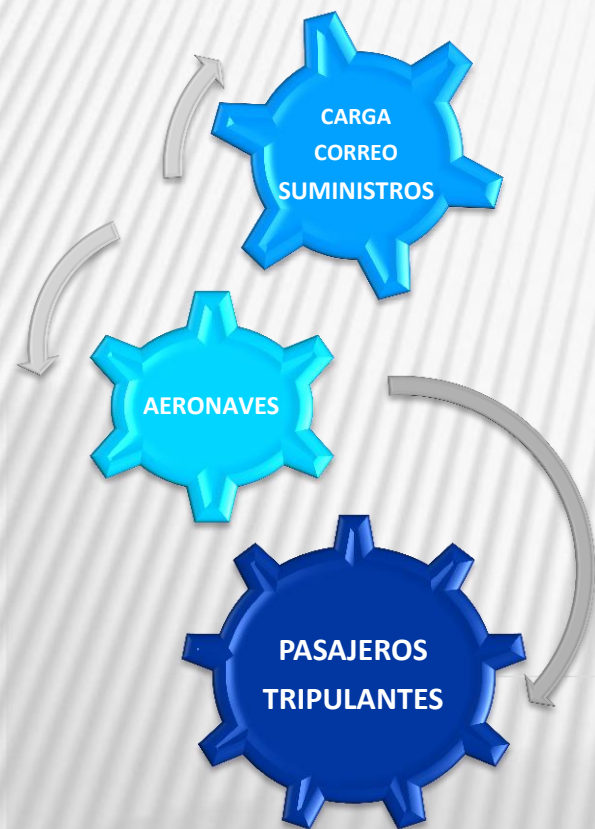 CARGA
CORREO
SUMINISTROS
AERONAVES
PASAJEROS
TRIPULANTES